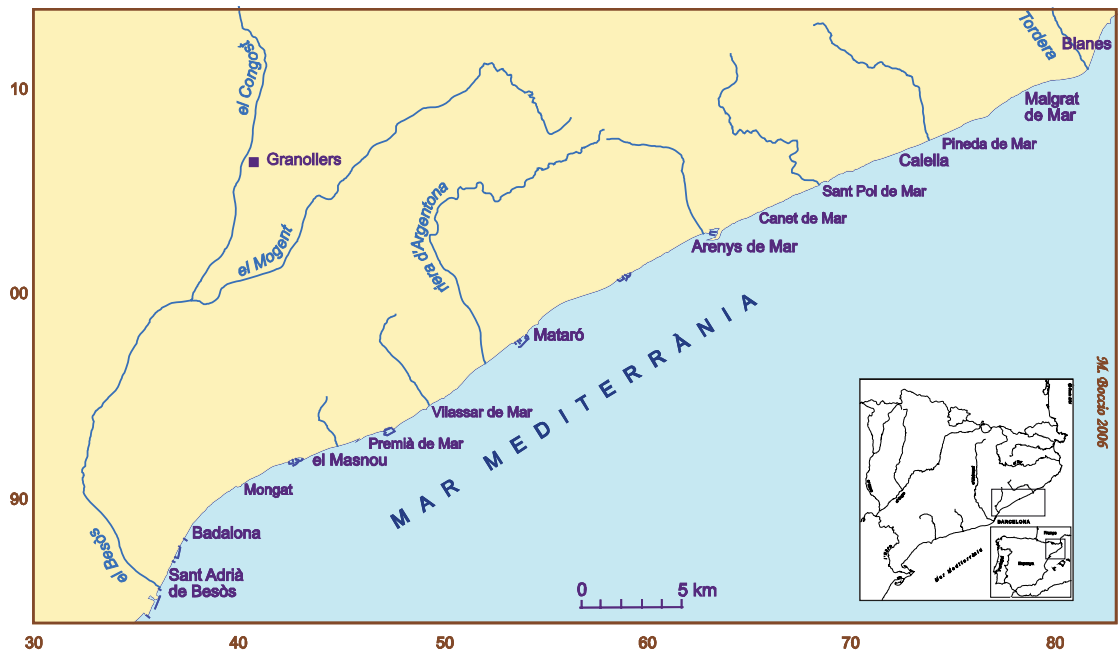 Tordera
Blanes
el Congost
10
Malgrat
de Mar
Pineda de Mar
Granollers
Calella
riera d'Argentona
Sant Pol de Mar
Canet de Mar
el Mogent
Arenys de Mar
00
MAR MEDITERRÀNIA
Mataró
M. Boccio 2006
Vilassar de Mar
Premià de Mar
el Masnou
Mongat
90
Badalona
el Besòs
Sant Adrià
de Besòs
0 5 km
BARCELONA
Mar Mediterrània
França
Espanya
30 40 50 60 70 80